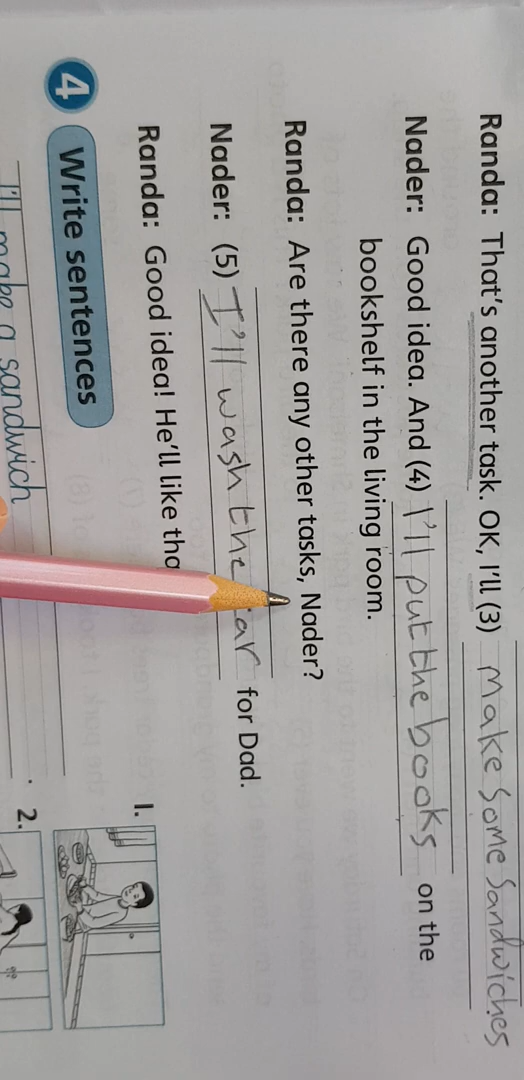 Randa: That's another task. OK, I'll (3) make some sandwiches
Nader: Good idea. And (4) I'll put the books on the
bookshelf in the living room.
Randa: Are there any other tasks, Nader?
Nader: (5) I'll wash the for Dad.
Randa: Good idea! He'll like
4 Write sentences
1.
I'll make a sandwich
2.